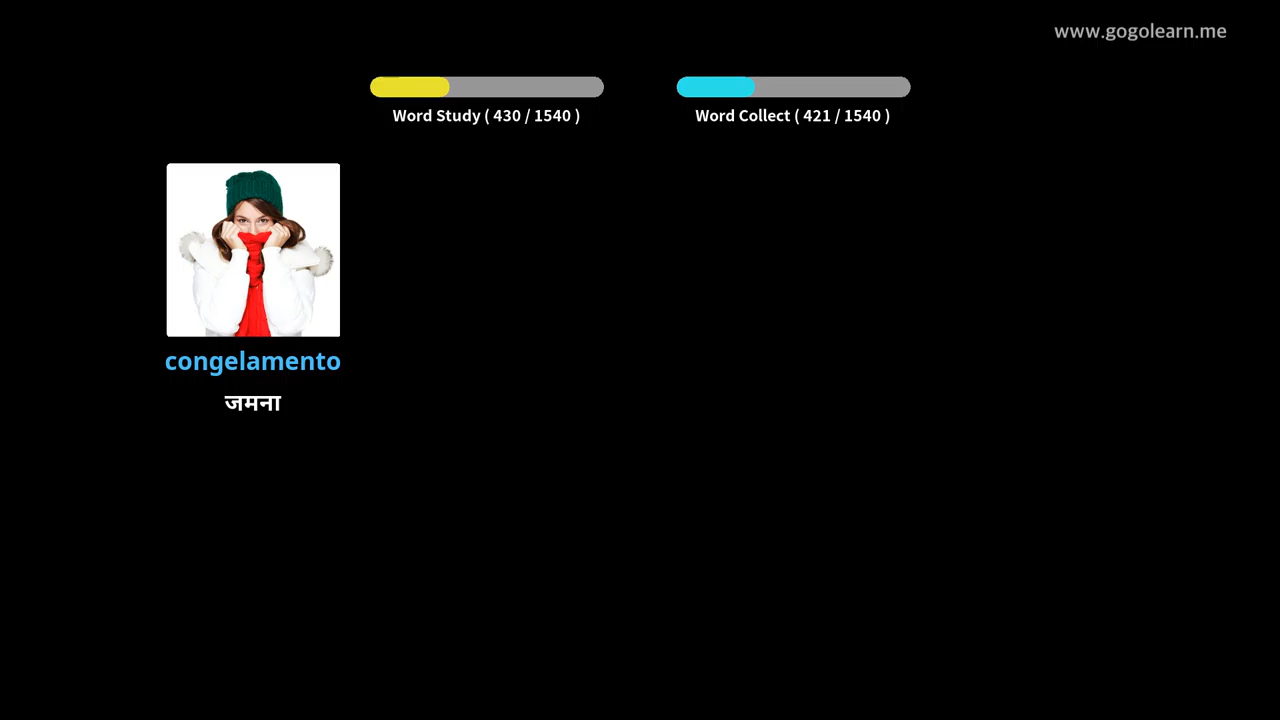 www.gogolearn.me
Word Study ( 430 / 1540 )
Word Collect ( 421 / 1540 )
congelamento
जमना